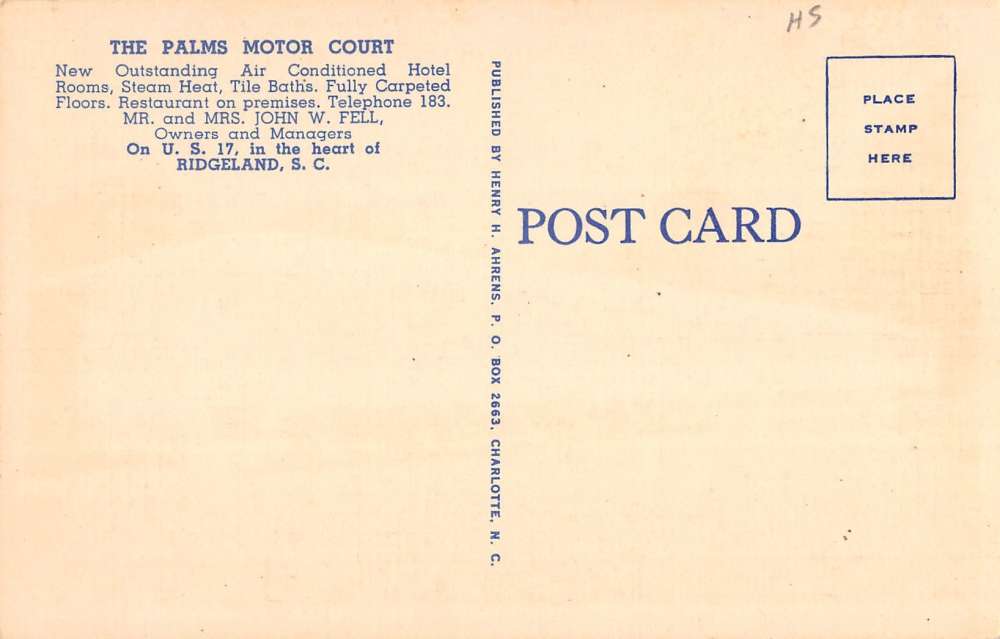 THE PALMS MOTOR COURT
New Outstanding Air Conditioned Hotel
Rooms, Steam Heat, Tile Baths. Fully Carpeted
Floors. Restaurant on premises. Telephone 183.
MR. and MRS. JOHN W. FELL,
Owners and Managers
On U. S. 17, in the heart of
RIDGELAND, S. C.
PUBLISHED BY HENRY H. AHRENS, P. O. BOX 2663, CHARLOTTE, N. C.
HS
PLACE
STAMP
HERE
POST CARD